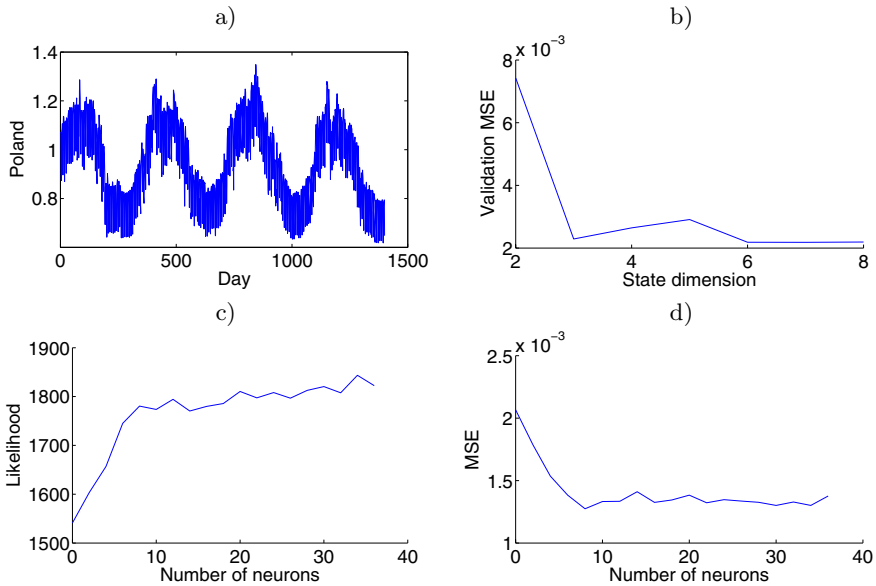 a)
Poland
1.4
1.2
1
0.8
0
500
1000
1500
Day
b)
x 10⁻³
Validation MSE
8
6
4
2
2
4
6
8
State dimension
c)
Likelihood
1900
1800
1700
1600
1500
0
10
20
30
40
Number of neurons
d)
x 10⁻³
MSE
2.5
2
1.5
1
0
10
20
30
40
Number of neurons